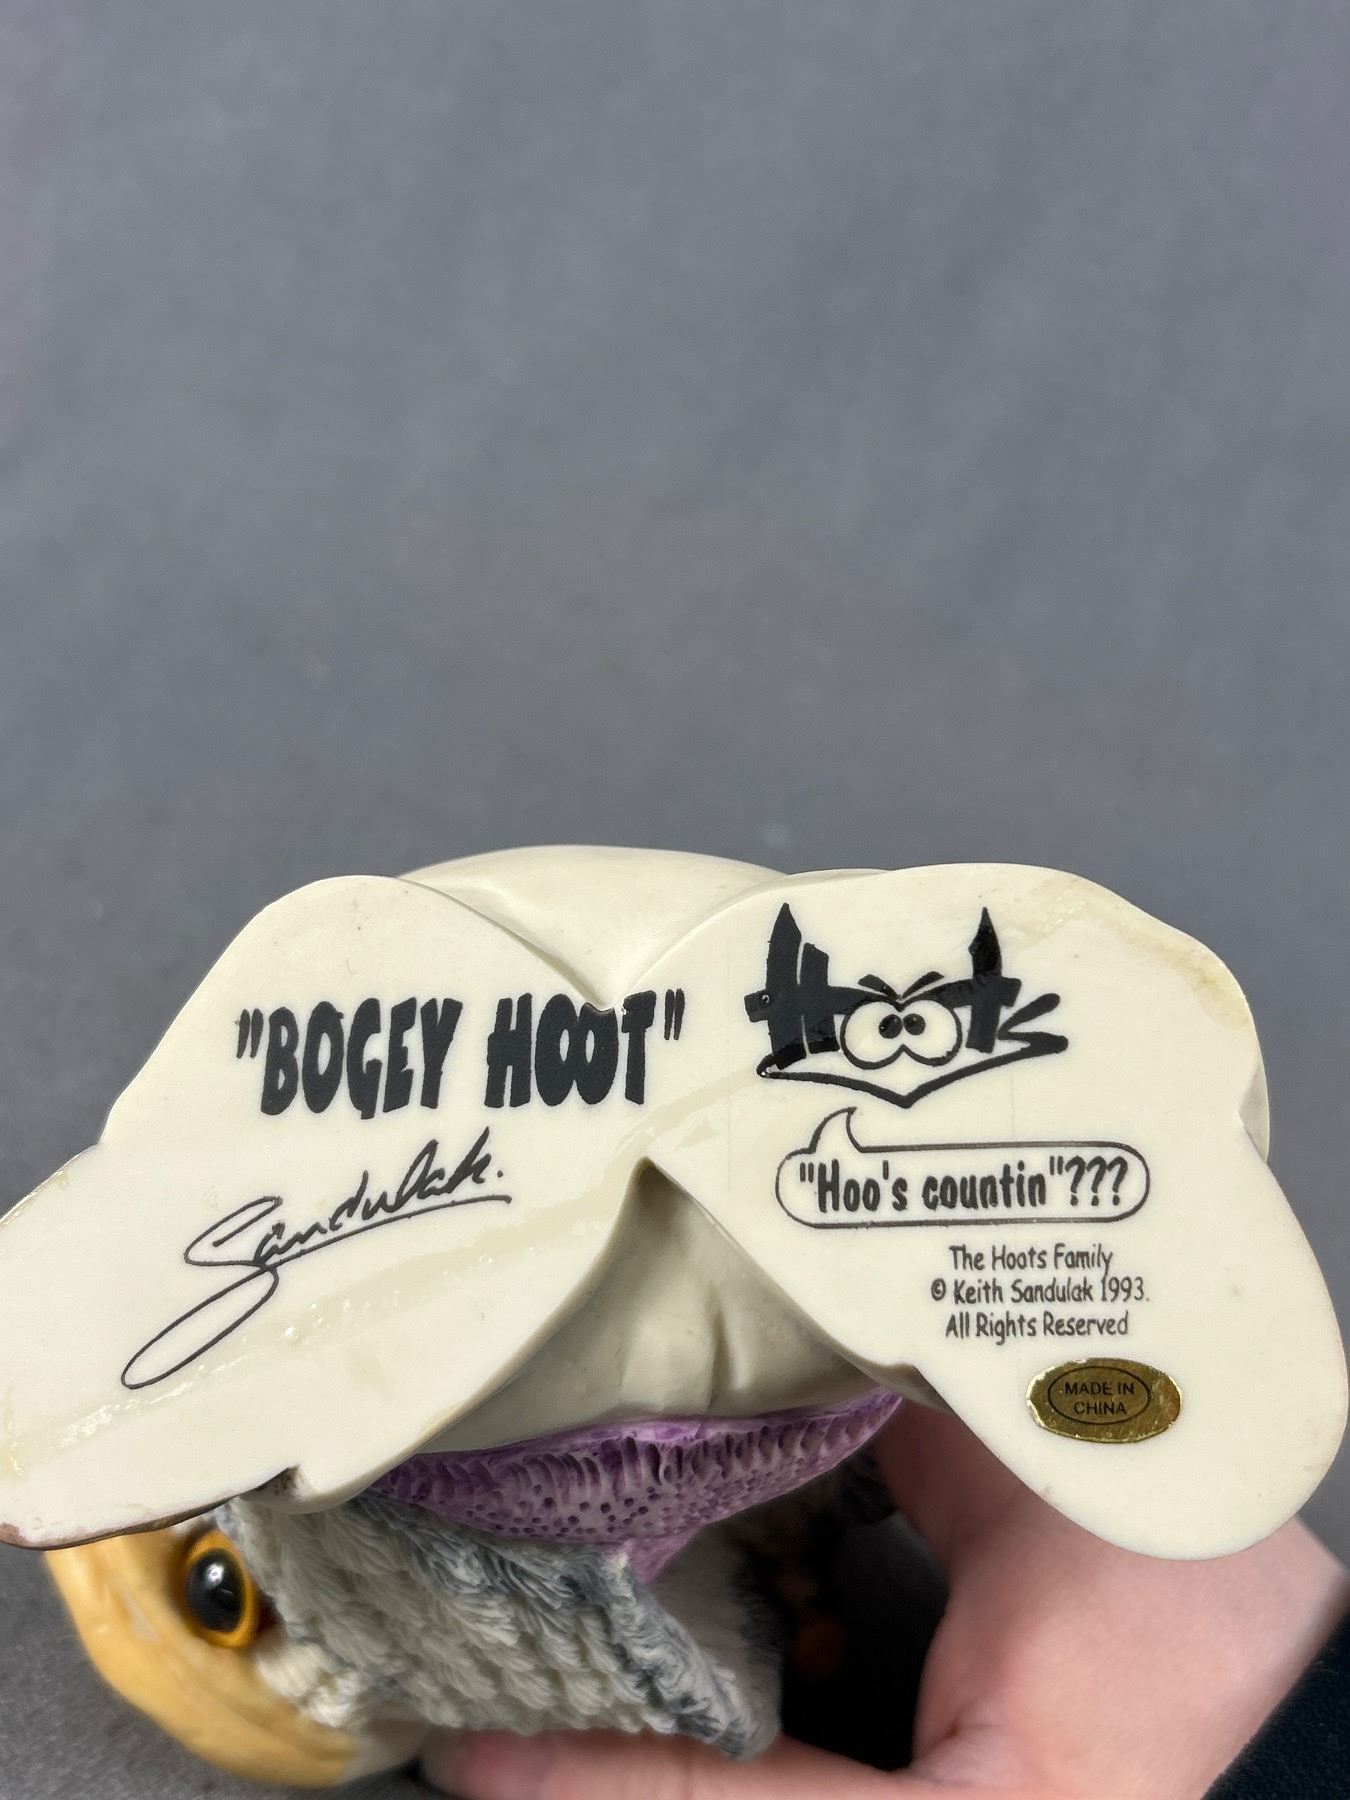 "BOGEY HOOT"
Sandulak.
HOOTS
"Hoo's countin"???
The Hoots Family
© Keith Sandulak 1993.
All Rights Reserved
MADE IN
CHINA